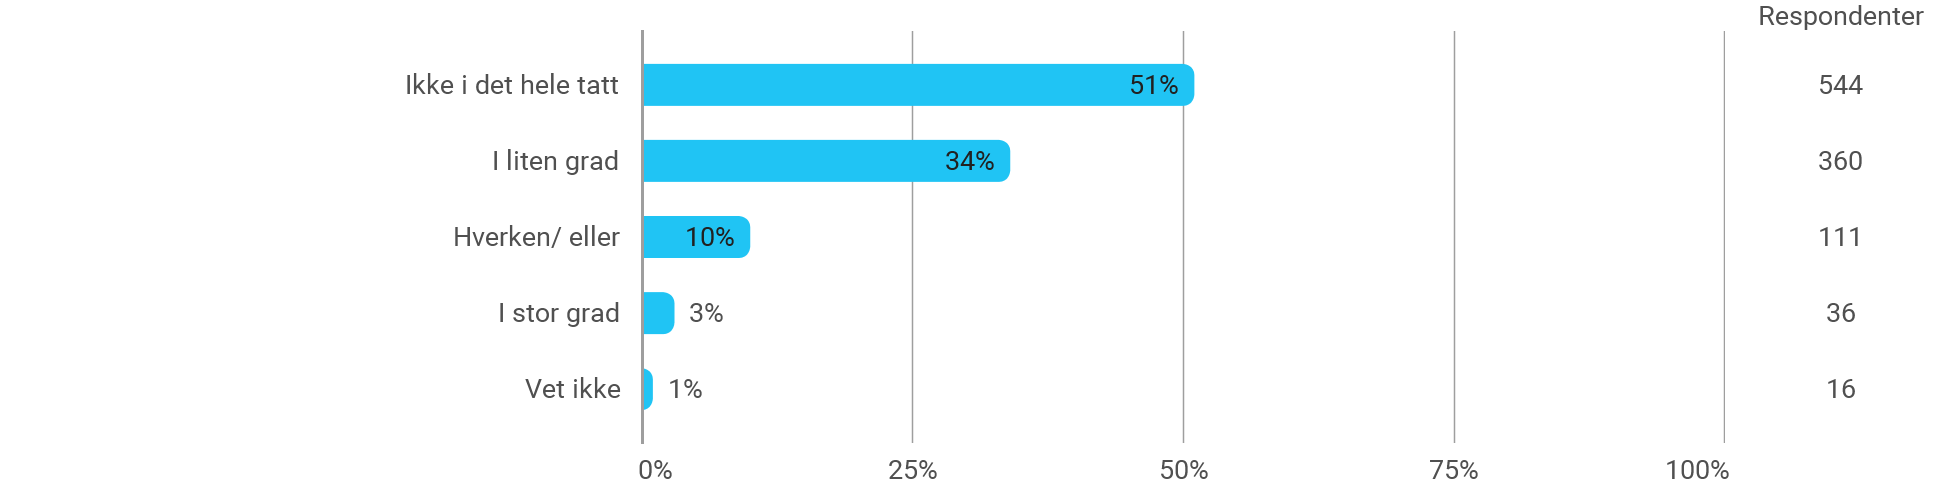 Respondenter
Ikke i det hele tatt 51% 544
I liten grad 34% 360
Hverken/ eller 10% 111
I stor grad 3% 36
Vet ikke 1% 16
0% 25% 50% 75% 100%